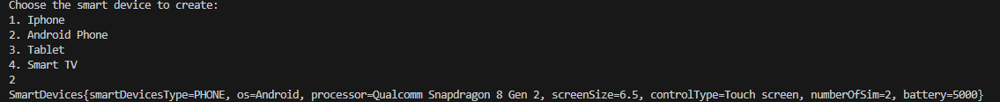 Choose the smart device to create:
1. Iphone
2. Android Phone
3. Tablet
4. Smart TV
2
SmartDevices{smartDevicesType=PHONE, os=Android, processor=Qualcomm Snapdragon 8 Gen 2, screenSize=6.5, controlType=Touch screen, numberOfSim=2, battery=5000}